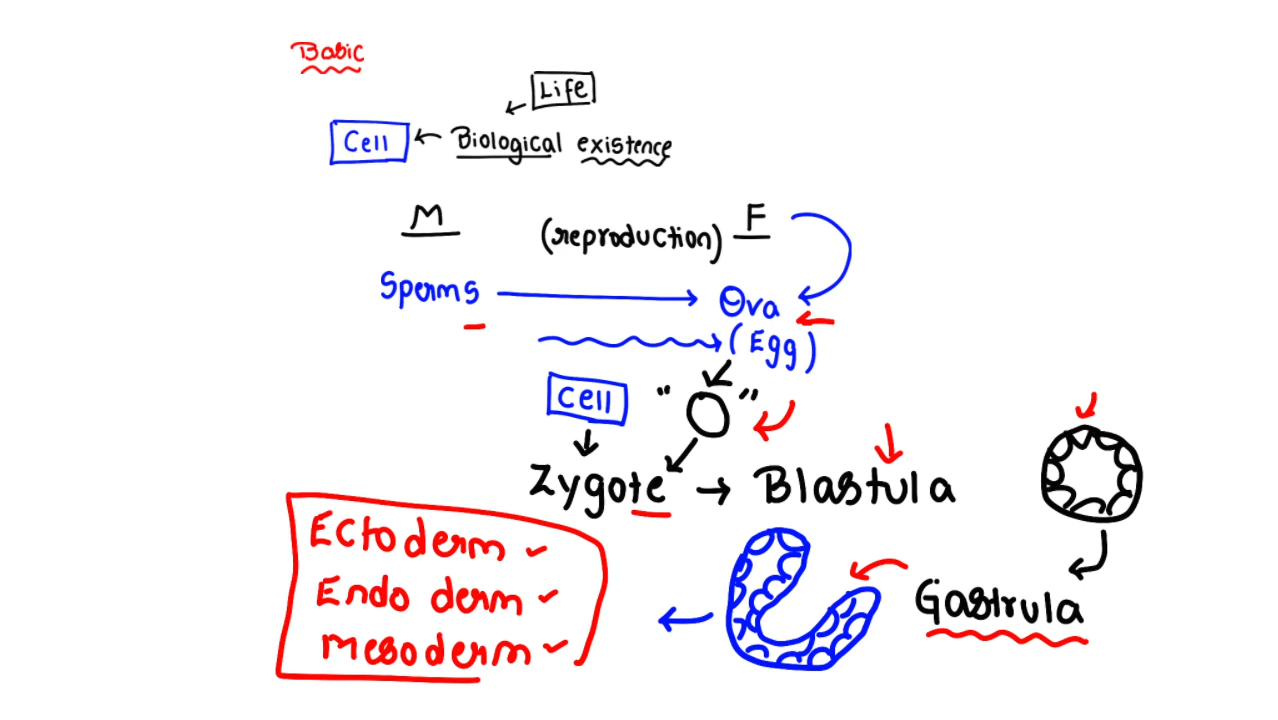 Basic
Life
Cell ← Biological existence
M (reproduction) F
Sperms → Ova
(Egg)
Cell " O "
Zygote → Blastula
Ectoderm ✓
Endo derm ✓
Mesoderm ✓
Gastrula